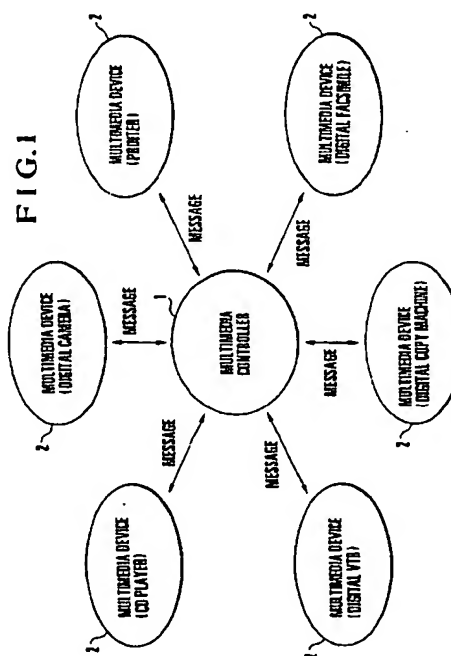 FIG.1
2
MULTIMEDIA DEVICE
(DIGITAL CAMERA)
2
MULTIMEDIA DEVICE
(CD PLAYER)
2
MULTIMEDIA DEVICE
(PRINTER)
MESSAGE
MESSAGE
MESSAGE
1
MULTIMEDIA
CONTROLLER
MESSAGE
MESSAGE
MESSAGE
2
MULTIMEDIA DEVICE
(DIGITAL VTR)
2
MULTIMEDIA DEVICE
(DIGITAL COPY MACHINE)
2
MULTIMEDIA DEVICE
(DIGITAL FACSIMILE)